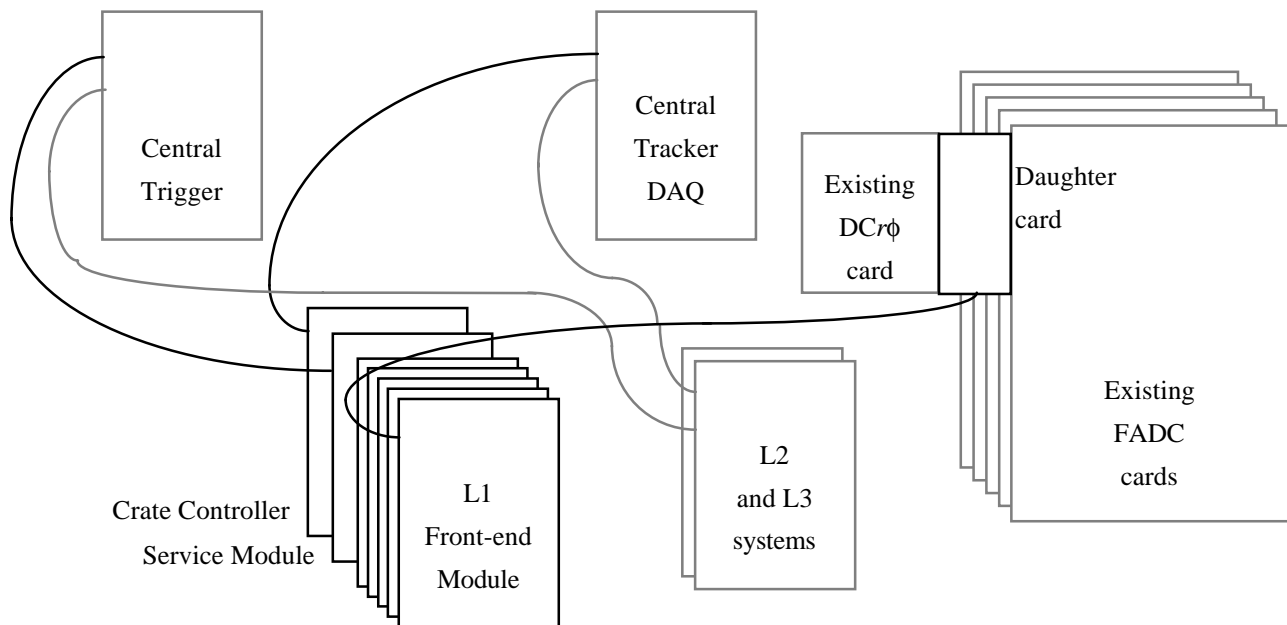 Central
Trigger
Central
Tracker
DAQ
Existing
DCrϕ
card
Daughter
card
Existing
FADC
cards
L2
and L3
systems
Crate Controller
Service Module
L1
Front-end
Module